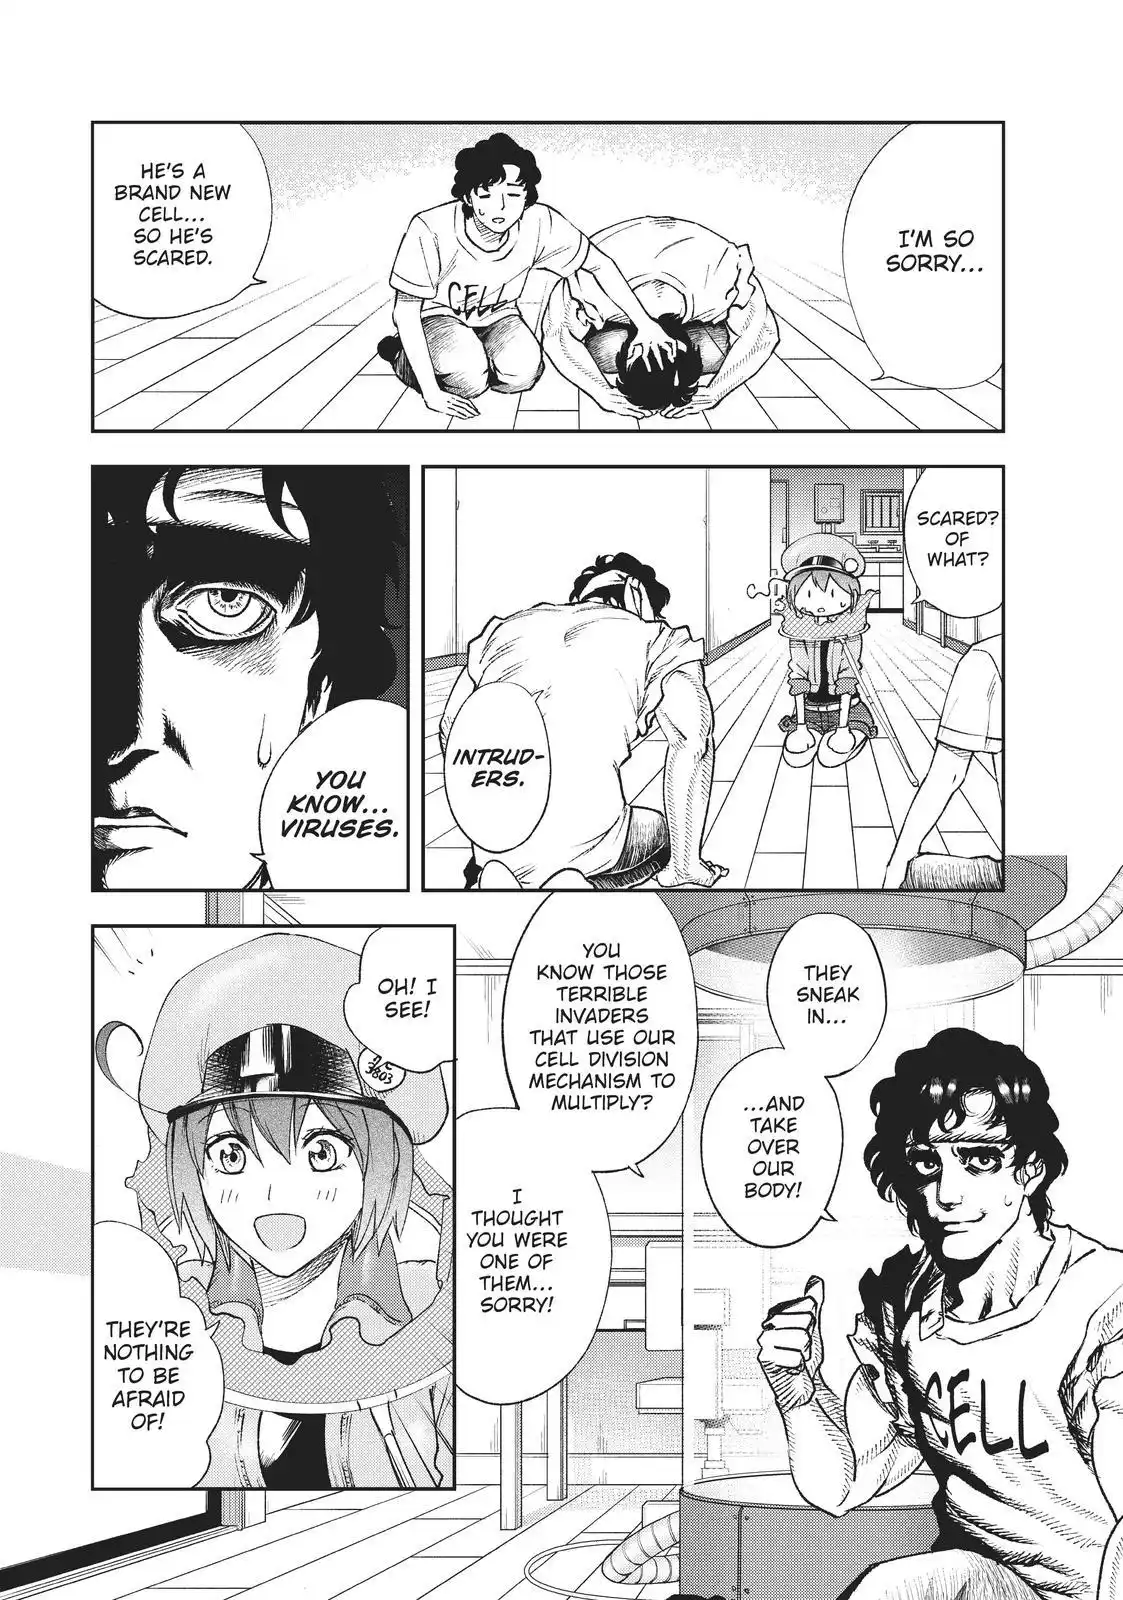 I'M SO
SORRY...
HE'S A
BRAND NEW
CELL...
SO HE'S
SCARED.
CELL
SCARED?
OF
WHAT?
INTRUD-
ERS.
YOU
KNOW...
VIRUSES.
THEY
SNEAK
IN...
...AND
TAKE
OVER
OUR
BODY!
CELL
YOU
KNOW THOSE
TERRIBLE
INVADERS
THAT USE OUR
CELL DIVISION
MECHANISM TO
MULTIPLY?
I
THOUGHT
YOU WERE
ONE OF
THEM...
SORRY!
OH! I
SEE!
3803
THEY'RE
NOTHING
TO BE
AFRAID
OF!